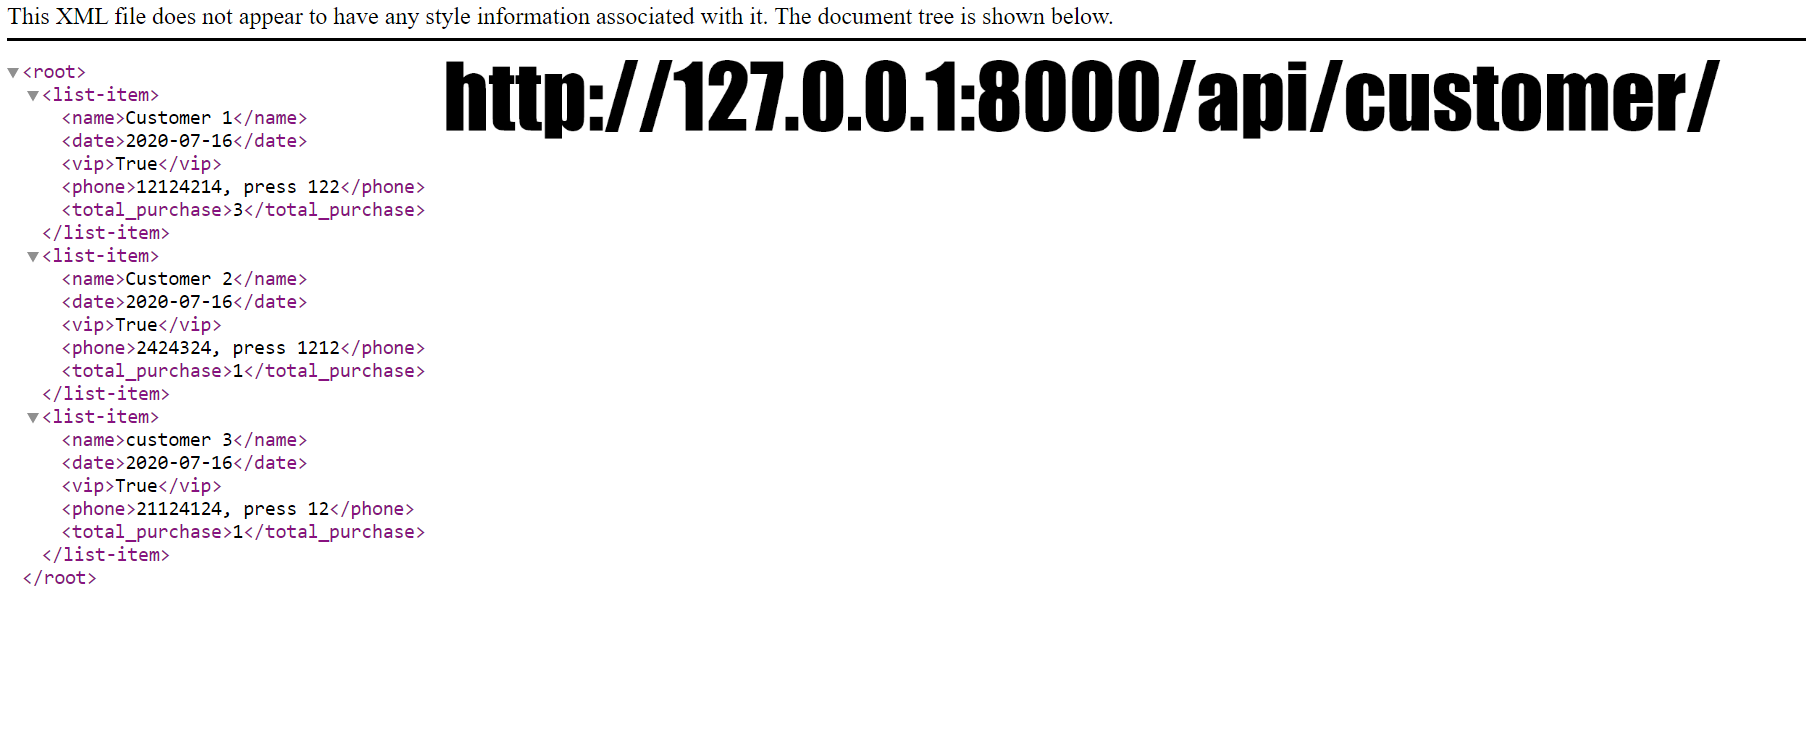 This XML file does not appear to have any style information associated with it. The document tree is shown below.
http://127.0.0.1:8000/api/customer/
▼<root>
▼<list-item>
<name>Customer 1</name>
<date>2020-07-16</date>
<vip>True</vip>
<phone>12124214, press 122</phone>
<total_purchase>3</total_purchase>
</list-item>
▼<list-item>
<name>Customer 2</name>
<date>2020-07-16</date>
<vip>True</vip>
<phone>2424324, press 1212</phone>
<total_purchase>1</total_purchase>
</list-item>
▼<list-item>
<name>customer 3</name>
<date>2020-07-16</date>
<vip>True</vip>
<phone>21124124, press 12</phone>
<total_purchase>1</total_purchase>
</list-item>
</root>